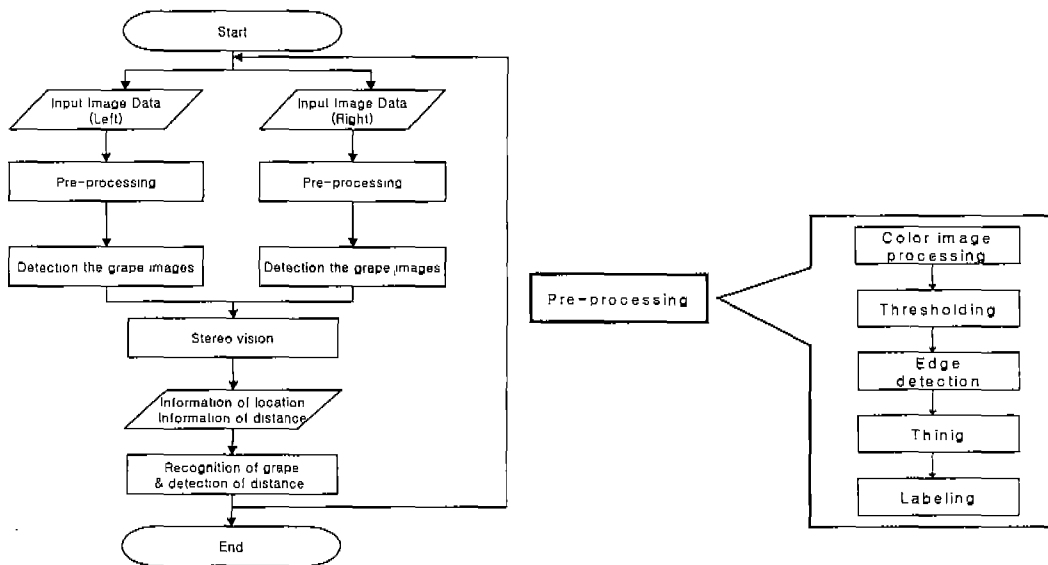 Start
Input Image Data
(Left)
Input Image Data
(Right)
Pre-processing
Pre-processing
Detection the grape images
Detection the grape images
Stereo vision
Information of location
Information of distance
Recognition of grape
& detection of distance
End
Pre-processing
Color image
processing
Thresholding
Edge
detection
Thinig
Labeling